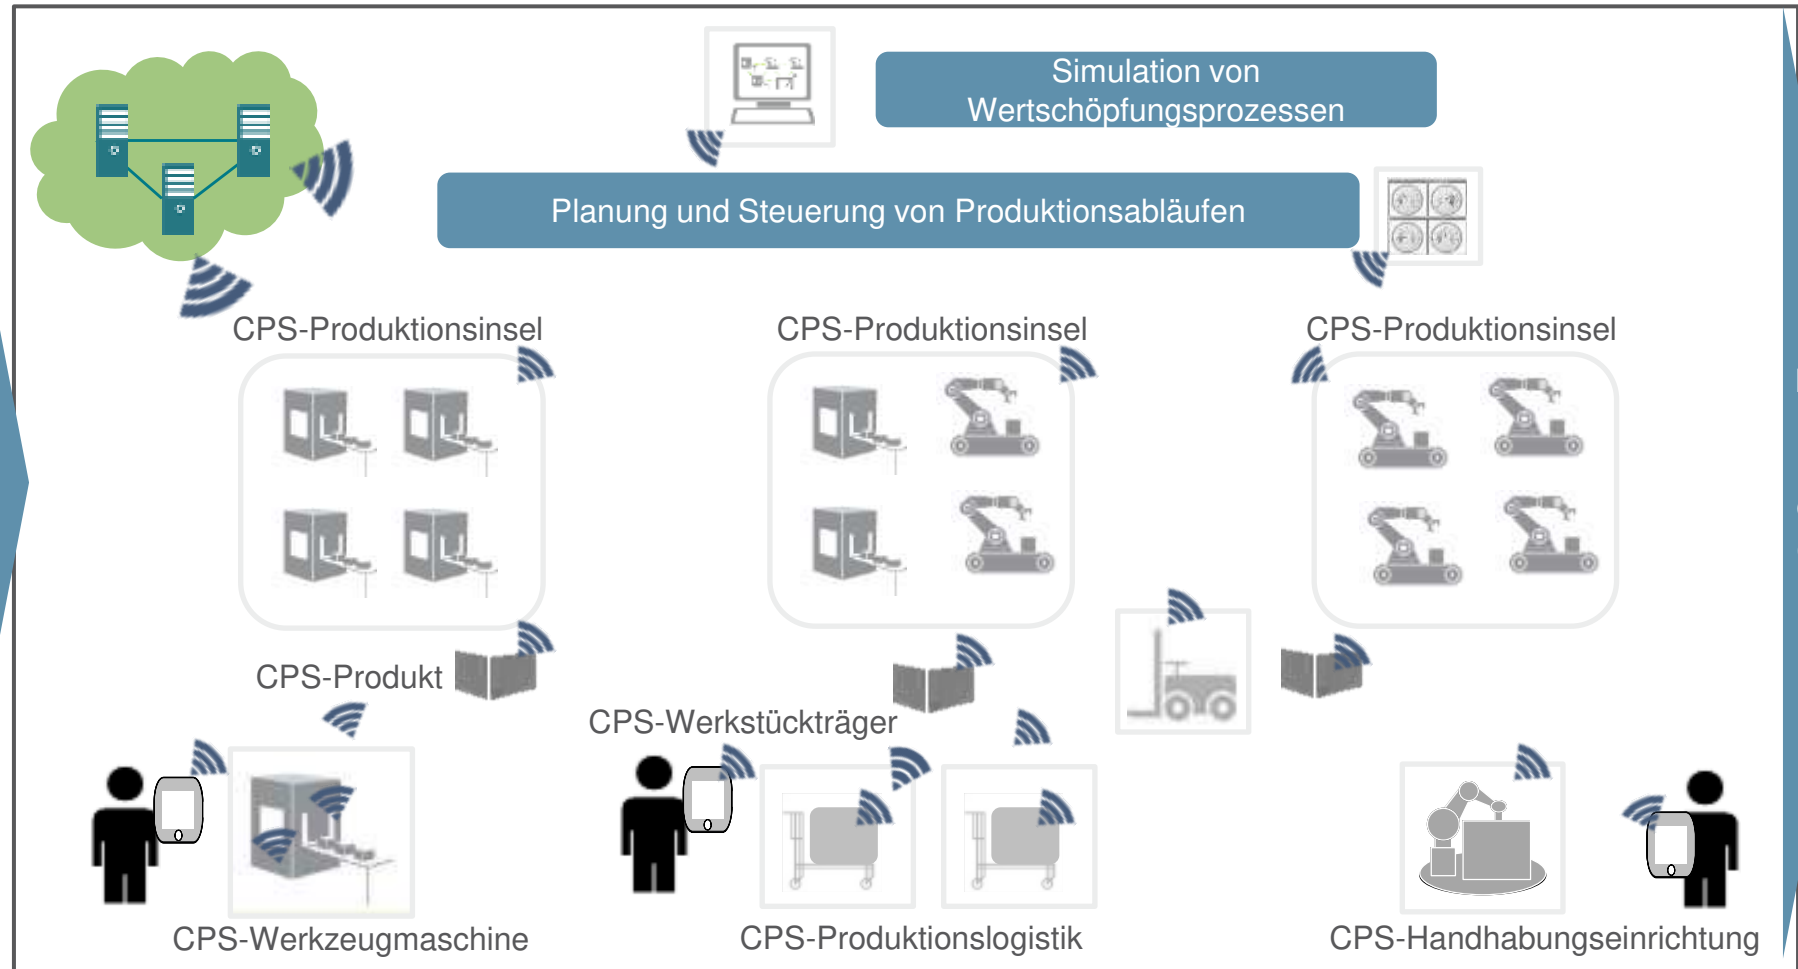 Simulation von
Wertschöpfungsprozessen
Planung und Steuerung von Produktionsabläufen
CPS-Produktionsinsel
CPS-Produktionsinsel
CPS-Produktionsinsel
CPS-Produkt
CPS-Werkstückträger
CPS-Werkzeugmaschine
CPS-Produktionslogistik
CPS-Handhabungseinrichtung